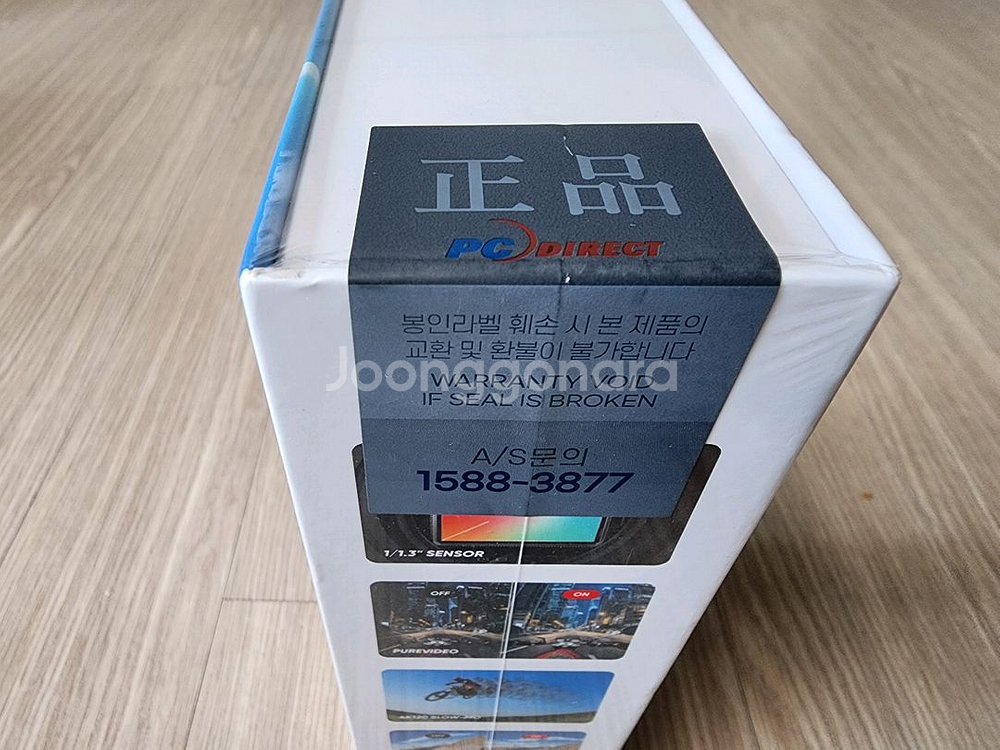 正品
PC DIRECT
봉인라벨 훼손 시 본 제품의
교환 및 환불이 불가합니다
Joonggonara
WARRANTY VOID
IF SEAL IS BROKEN
A/S문의
1588-3877
1/1.3" SENSOR
OFF ON
PUREVIDEO